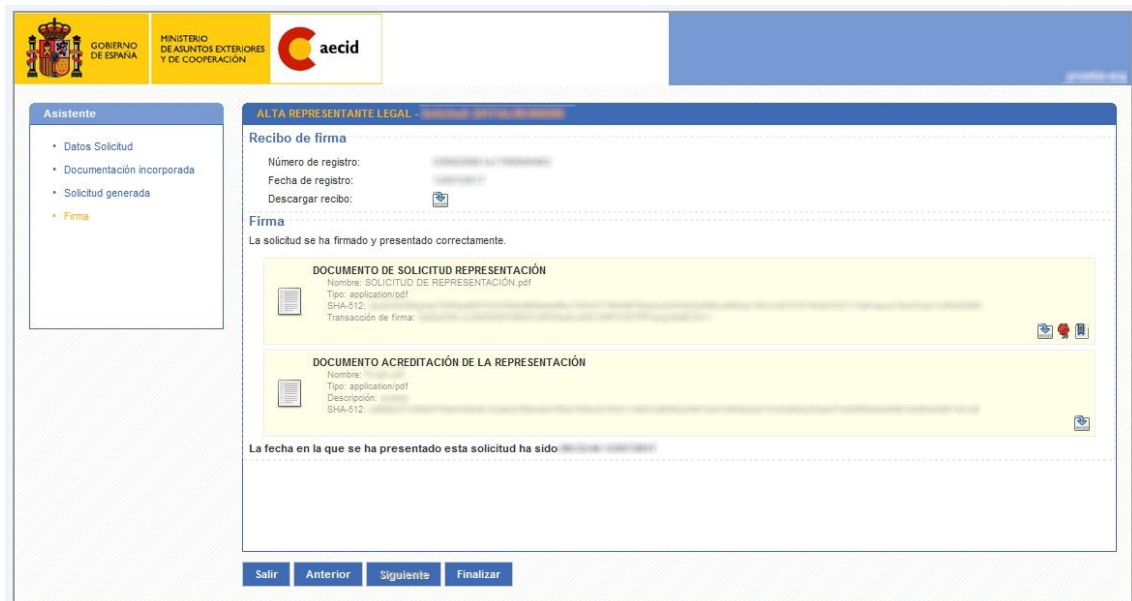 GOBIERNO
DE ESPAÑA
MINISTERIO
DE ASUNTOS EXTERIORES
Y DE COOPERACIÓN
aecid
Asistente
• Datos Solicitud
• Documentación incorporada
• Solicitud generada
• Firma
ALTA REPRESENTANTE LEGAL -
Recibo de firma
Número de registro:
Fecha de registro:
Descargar recibo:
Firma
La solicitud se ha firmado y presentado correctamente.
DOCUMENTO DE SOLICITUD REPRESENTACIÓN
Nombre: SOLICITUD DE REPRESENTACIÓN.pdf
Tipo: application/pdf
SHA-512:
Transacción de firma:
DOCUMENTO ACREDITACIÓN DE LA REPRESENTACIÓN
Nombre:
Tipo: application/pdf
Descripción:
SHA-512:
La fecha en la que se ha presentado esta solicitud ha sido
Salir
Anterior
Siguiente
Finalizar